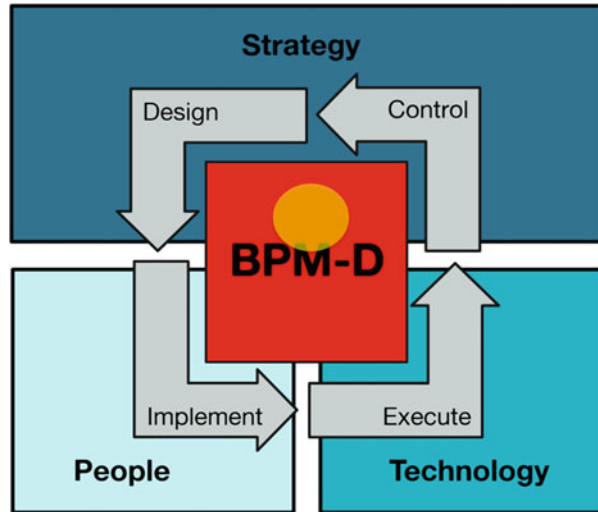 Strategy
Design
Control
BPM-D
Implement
Execute
People
Technology